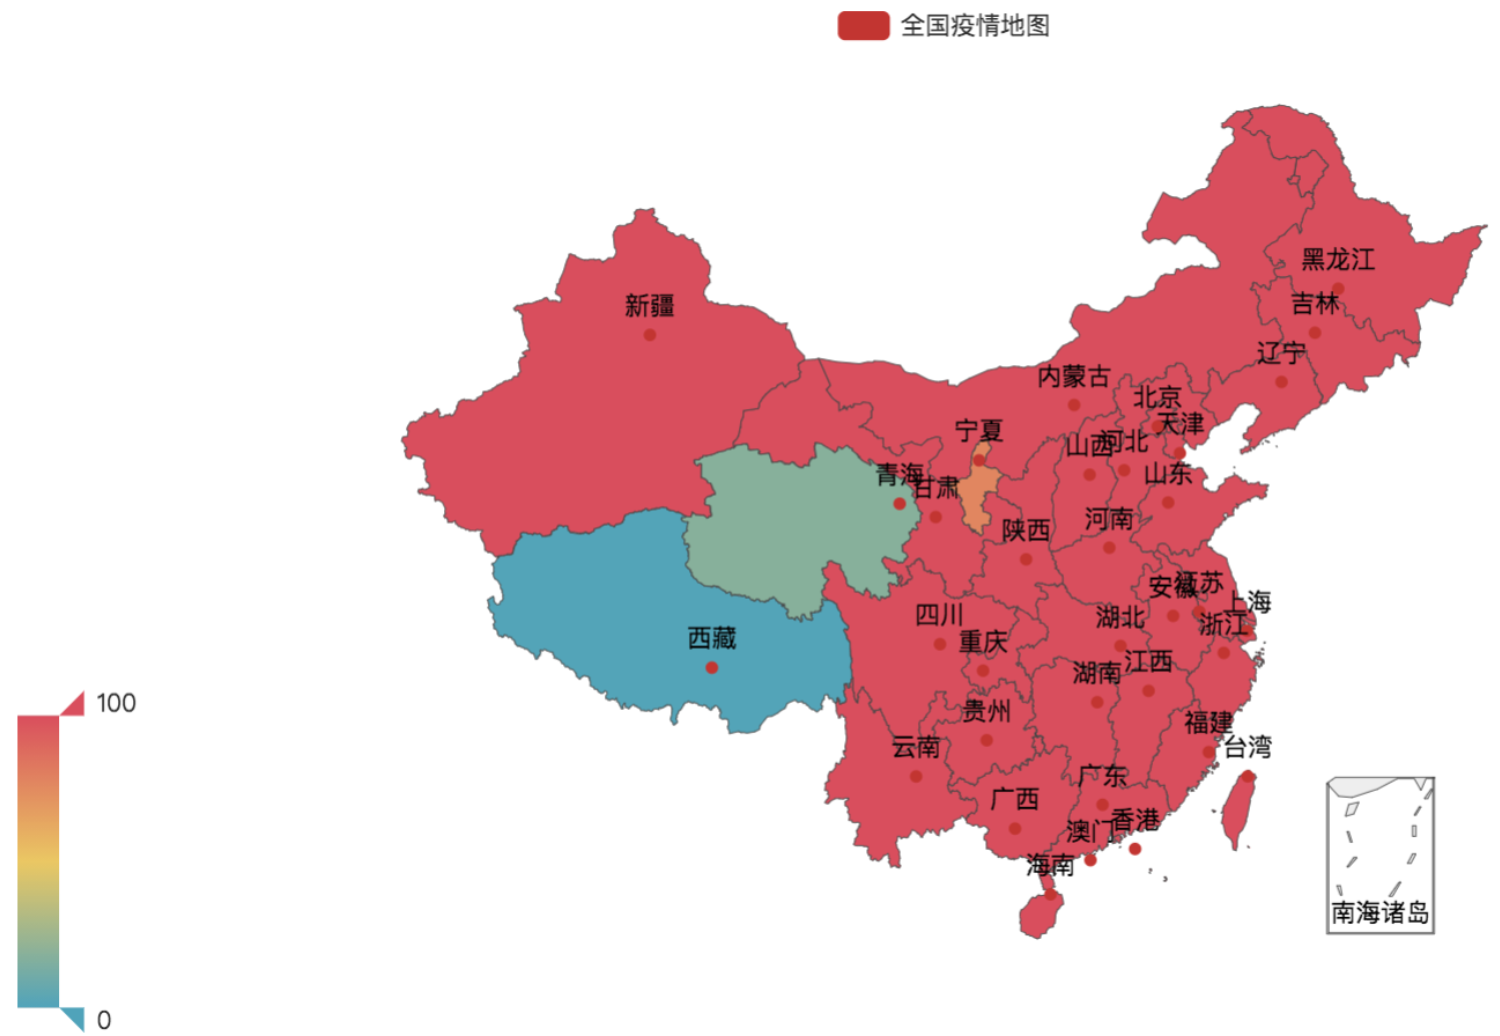 全国疫情地图
黑龙江
吉林
新疆
辽宁
内蒙古
北京
天津
宁夏
山西
河北
青海
甘肃
山东
河南
陕西
安徽
江苏
上海
四川
湖北
浙江
西藏
重庆
湖南
江西
100
贵州
福建
云南
台湾
广东
广西
澳门
香港
海南
南海诸岛
0